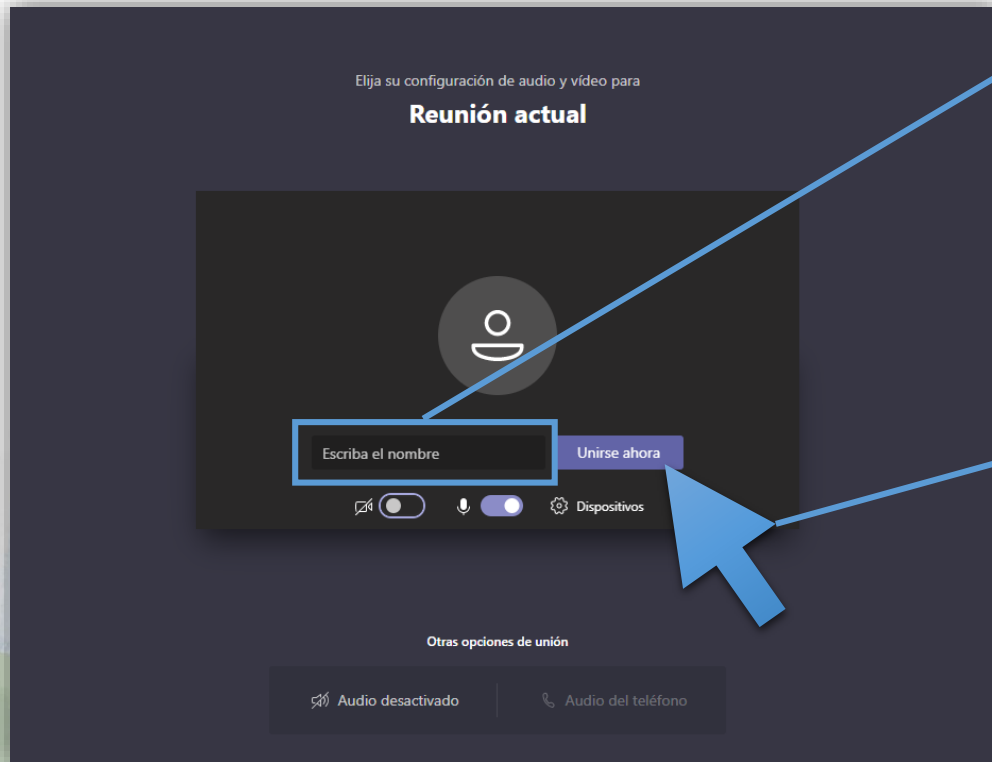 Elija su configuración de audio y vídeo para
Reunión actual
Escriba el nombre
Unirse ahora
Dispositivos
Otras opciones de unión
Audio desactivado
Audio del teléfono